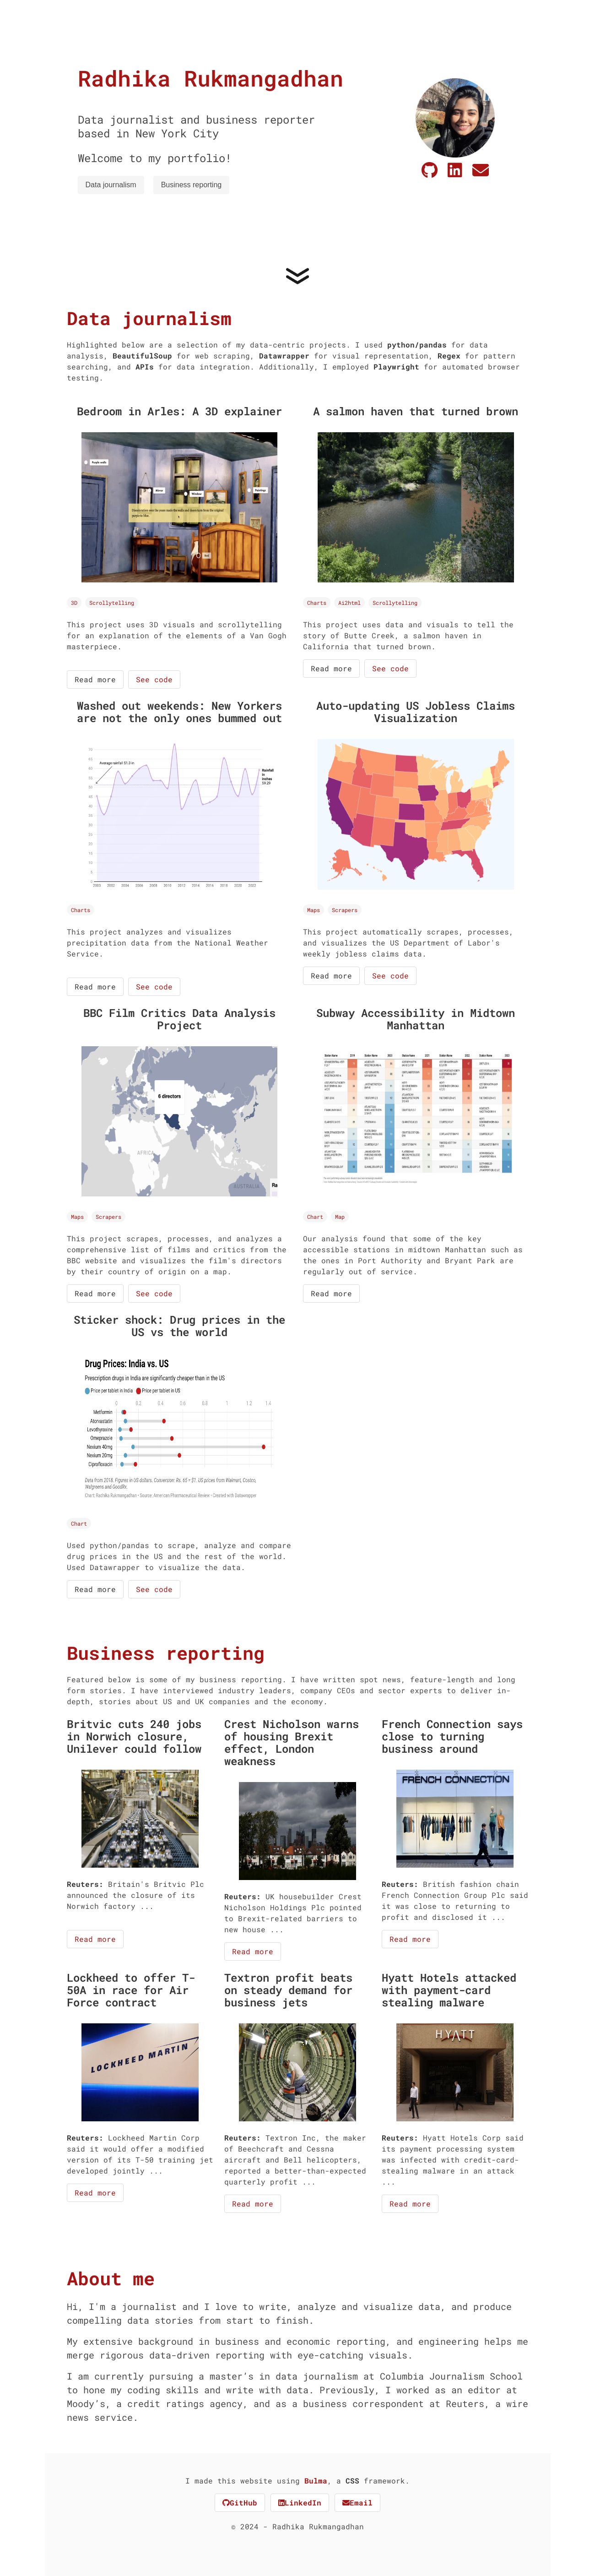 Radhika Rukmangadhan
Data journalist and business reporter
based in New York City
Welcome to my portfolio!
Data journalism
Business reporting
Data journalism
Highlighted below are a selection of my data-centric projects. I used python/pandas for data
analysis, BeautifulSoup for web scraping, Datawrapper for visual representation, Regex for pattern
searching, and APIs for data integration. Additionally, I employed Playwright for automated browser
testing.
Bedroom in Arles: A 3D explainer
3D
Scrollytelling
This project uses 3D visuals and scrollytelling
for an explanation of the elements of a Van Gogh
masterpiece.
Read more
See code
A salmon haven that turned brown
Charts
Ai2html
Scrollytelling
This project uses data and visuals to tell the
story of Butte Creek, a salmon haven in
California that turned brown.
Read more
See code
Washed out weekends: New Yorkers
are not the only ones bummed out
Charts
This project analyzes and visualizes
precipitation data from the National Weather
Service.
Read more
See code
Auto-updating US Jobless Claims
Visualization
Maps
Scrapers
This project automatically scrapes, processes,
and visualizes the US Department of Labor's
weekly jobless claims data.
Read more
See code
BBC Film Critics Data Analysis
Project
6 directors
AFRICA
Maps
Scrapers
This project scrapes, processes, and analyzes a
comprehensive list of films and critics from the
BBC website and visualizes the film's directors
by their country of origin on a map.
Read more
See code
Subway Accessibility in Midtown
Manhattan
Chart
Map
Our analysis found that some of the key
accessible stations in midtown Manhattan such as
the ones in Port Authority and Bryant Park are
regularly out of service.
Read more
Sticker shock: Drug prices in the
US vs the world
Drug Prices: India vs. US
Prescription drugs in India are significantly cheaper than in the US
Price per tablet in India
Price per tablet in US
0 0.2 0.4 0.6 0.8 1 1.2 1.4
Metformin
Atorvastatin
Levothyroxine
Omeprazole
Nexium 40mg
Nexium 20mg
Ciprofloxacin
Chart
Used python/pandas to scrape, analyze and compare
drug prices in the US and the rest of the world.
Used Datawrapper to visualize the data.
Read more
See code
Business reporting
Featured below is some of my business reporting. I have written spot news, feature-length and long
form stories. I have interviewed industry leaders, company CEOs and sector experts to deliver in-
depth, stories about US and UK companies and the economy.
Britvic cuts 240 jobs
in Norwich closure,
Unilever could follow
Reuters: Britain's Britvic Plc
announced the closure of its
Norwich factory ...
Read more
Crest Nicholson warns
of housing Brexit
effect, London
weakness
Reuters: UK housebuilder Crest
Nicholson Holdings Plc pointed
to Brexit-related barriers to
new house ...
Read more
French Connection says
close to turning
business around
FRENCH CONNECTION
Reuters: British fashion chain
French Connection Group Plc said
it was close to returning to
profit and disclosed it ...
Read more
Lockheed to offer T-
50A in race for Air
Force contract
LOCKHEED MARTIN
Reuters: Lockheed Martin Corp
said it would offer a modified
version of its T-50 training jet
developed jointly ...
Read more
Textron profit beats
on steady demand for
business jets
Reuters: Textron Inc, the maker
of Beechcraft and Cessna
aircraft and Bell helicopters,
reported a better-than-expected
quarterly profit ...
Read more
Hyatt Hotels attacked
with payment-card
stealing malware
HYATT
Reuters: Hyatt Hotels Corp said
its payment processing system
was infected with credit-card-
stealing malware in an attack
...
Read more
About me
Hi, I'm a journalist and I love to write, analyze and visualize data, and produce
compelling data stories from start to finish.
My extensive background in business and economic reporting, and engineering helps me
merge rigorous data-driven reporting with eye-catching visuals.
I am currently pursuing a master’s in data journalism at Columbia Journalism School
to hone my coding skills and write with data. Previously, I worked as an editor at
Moody’s, a credit ratings agency, and as a business correspondent at Reuters, a wire
news service.
I made this website using Bulma, a CSS framework.
GitHub
LinkedIn
Email
© 2024 - Radhika Rukmangadhan